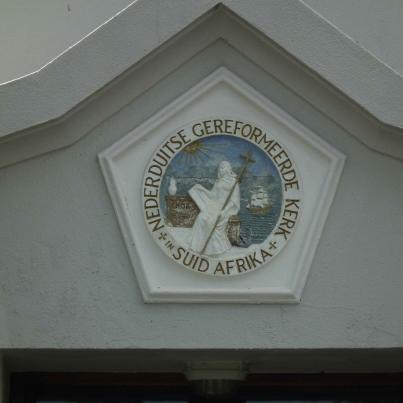 NEDERDUITSE GEREFORMEERDE KERK
IN SUID AFRIKA